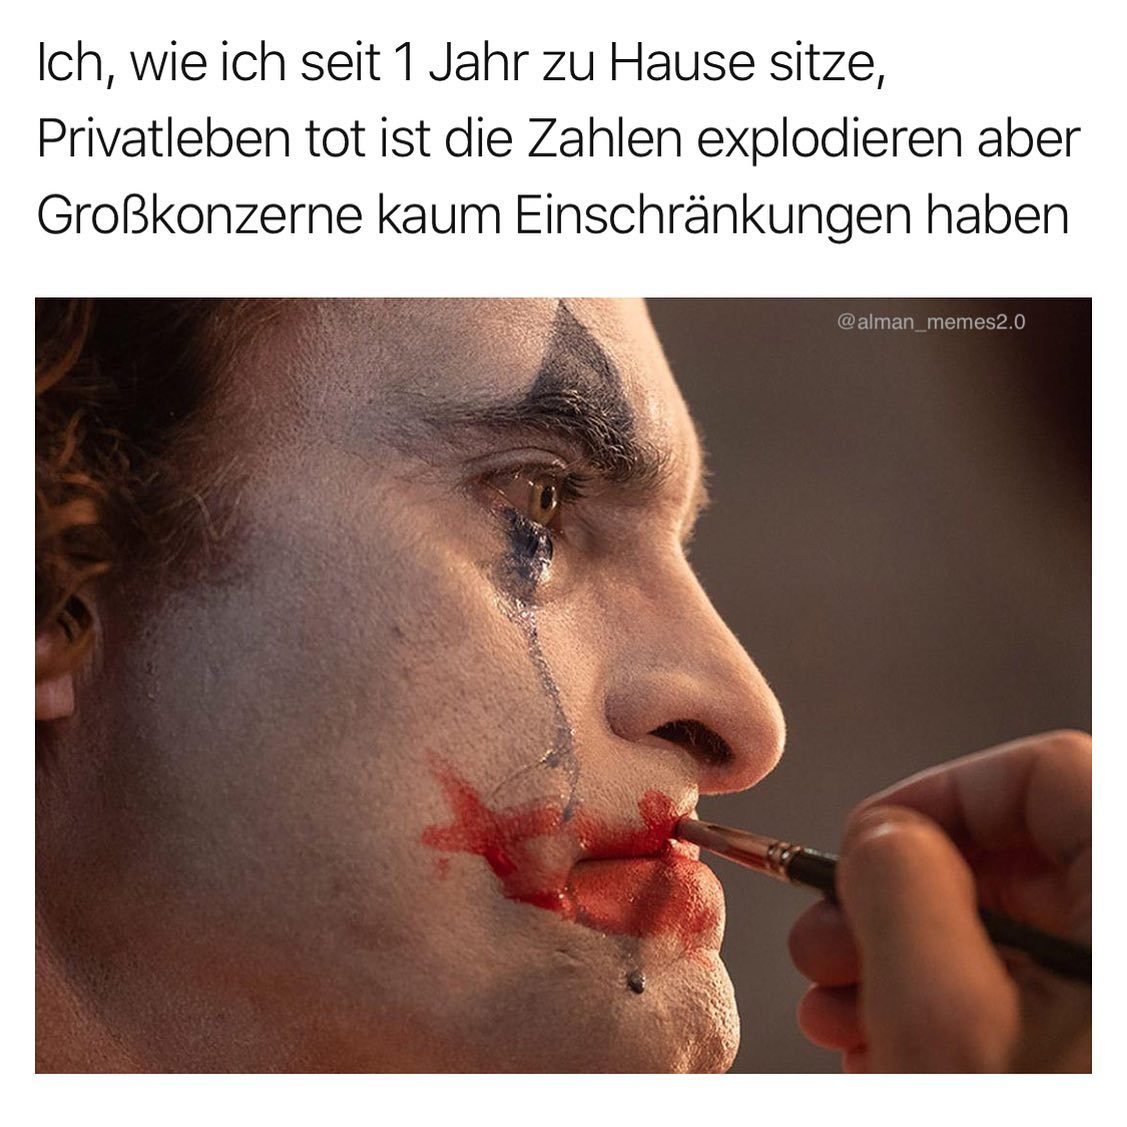 Ich, wie ich seit 1 Jahr zu Hause sitze,
Privatleben tot ist die Zahlen explodieren aber
Großkonzerne kaum Einschränkungen haben
@alman_memes2.0